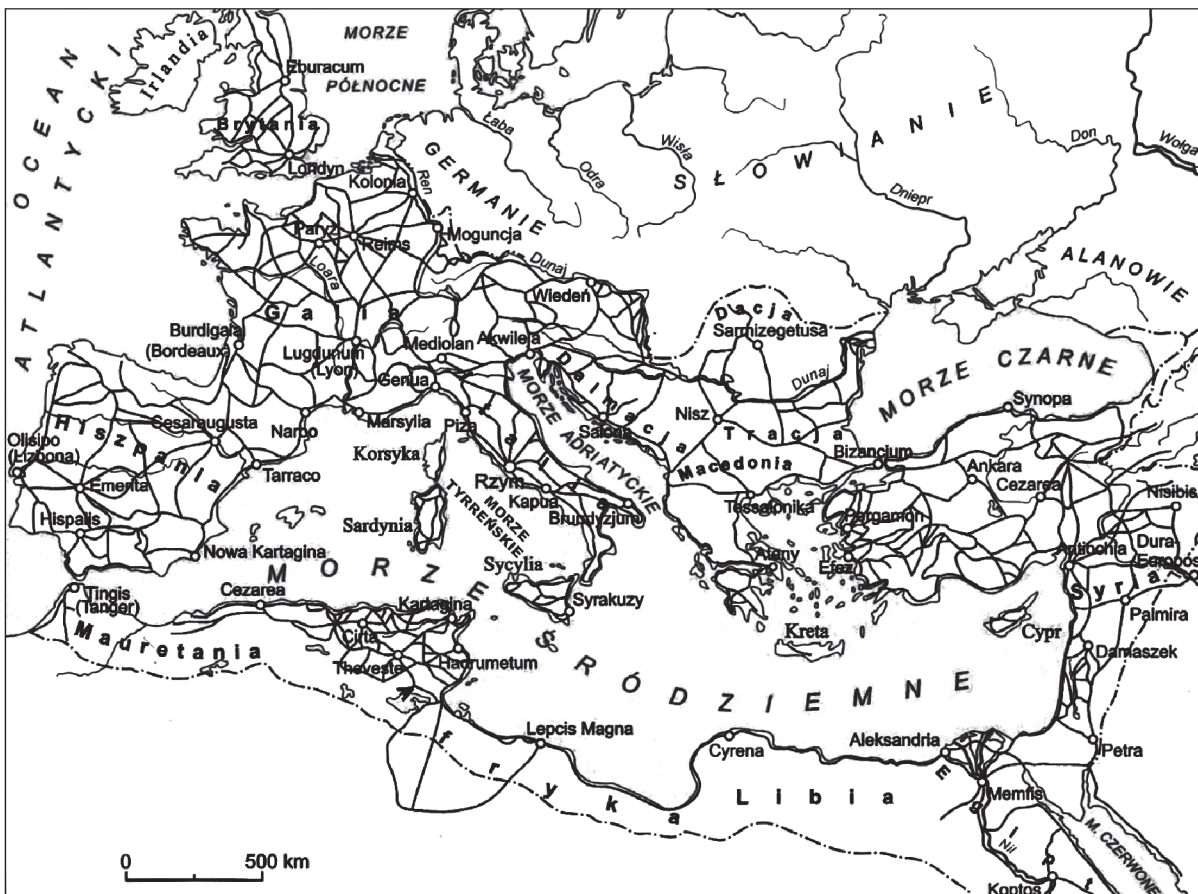 OCEAN ATLANTYCKI
Irlandia
MORZE
PÓŁNOCNE
Eburacum
Brytania
Londyn
Kolonia
Ren
GERMANIE
Łaba
Odra
Wisła
SŁOWIANIE
Dniepr
Don
Wołga
ALANOWIE
Paryż
Reims
Moguncja
Loara
Dunaj
Wiedeń
Galia
Burdigala
(Bordeaux)
Lugdunum
(Lyon)
Mediolan
Akwileja
Genua
Dacja
Sarmizegetusa
Dunaj
MORZE CZARNE
Synopa
Hiszpania
Sesaraugusta
Narbo
Marsylia
Piza
Italia
MORZE ADRIATYCKIE
Dalmacja
Salona
Nisz
Tracja
Macedonia
Bizancjum
Ankara
Cezarea
Nisibis
Olisipo
(Lizbona)
Emerita
Tarraco
Korsyka
Rzym
Kapua
Brundyzjum
Tessalonika
Pergamon
Hispalis
Nowa Kartagina
Sardynia
MORZE
TYRREŃSKIE
Ateny
Efez
Antiochia
Dura
Europos
Syria
Palmira
Tingis
(Tanger)
Cezarea
Kartagina
Sycylia
Syrakuzy
Kreta
Cypr
Damaszek
Mauretania
Cirta
Theveste
Hadrumetum
MORZE ŚRÓDZIEMNE
Lepcis Magna
Cyrena
Aleksandria
Petra
Afryka
Libia
Memfis
Egipt
Nil
M. CZERWONE
Koptos
0 500 km